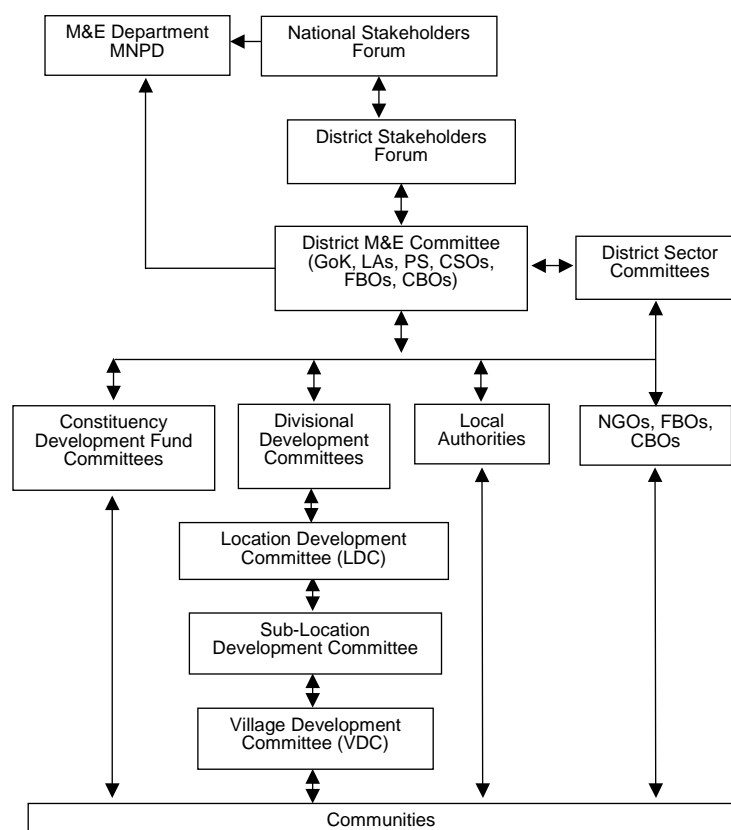 M&E Department
MNPD
National Stakeholders
Forum
District Stakeholders
Forum
District M&E Committee
(GoK, LAs, PS, CSOs,
FBOs, CBOs)
District Sector
Committees
Constituency
Development Fund
Committees
Divisional
Development
Committees
Local
Authorities
NGOs, FBOs,
CBOs
Location Development
Committee (LDC)
Sub-Location
Development Committee
Village Development
Committee (VDC)
Communities